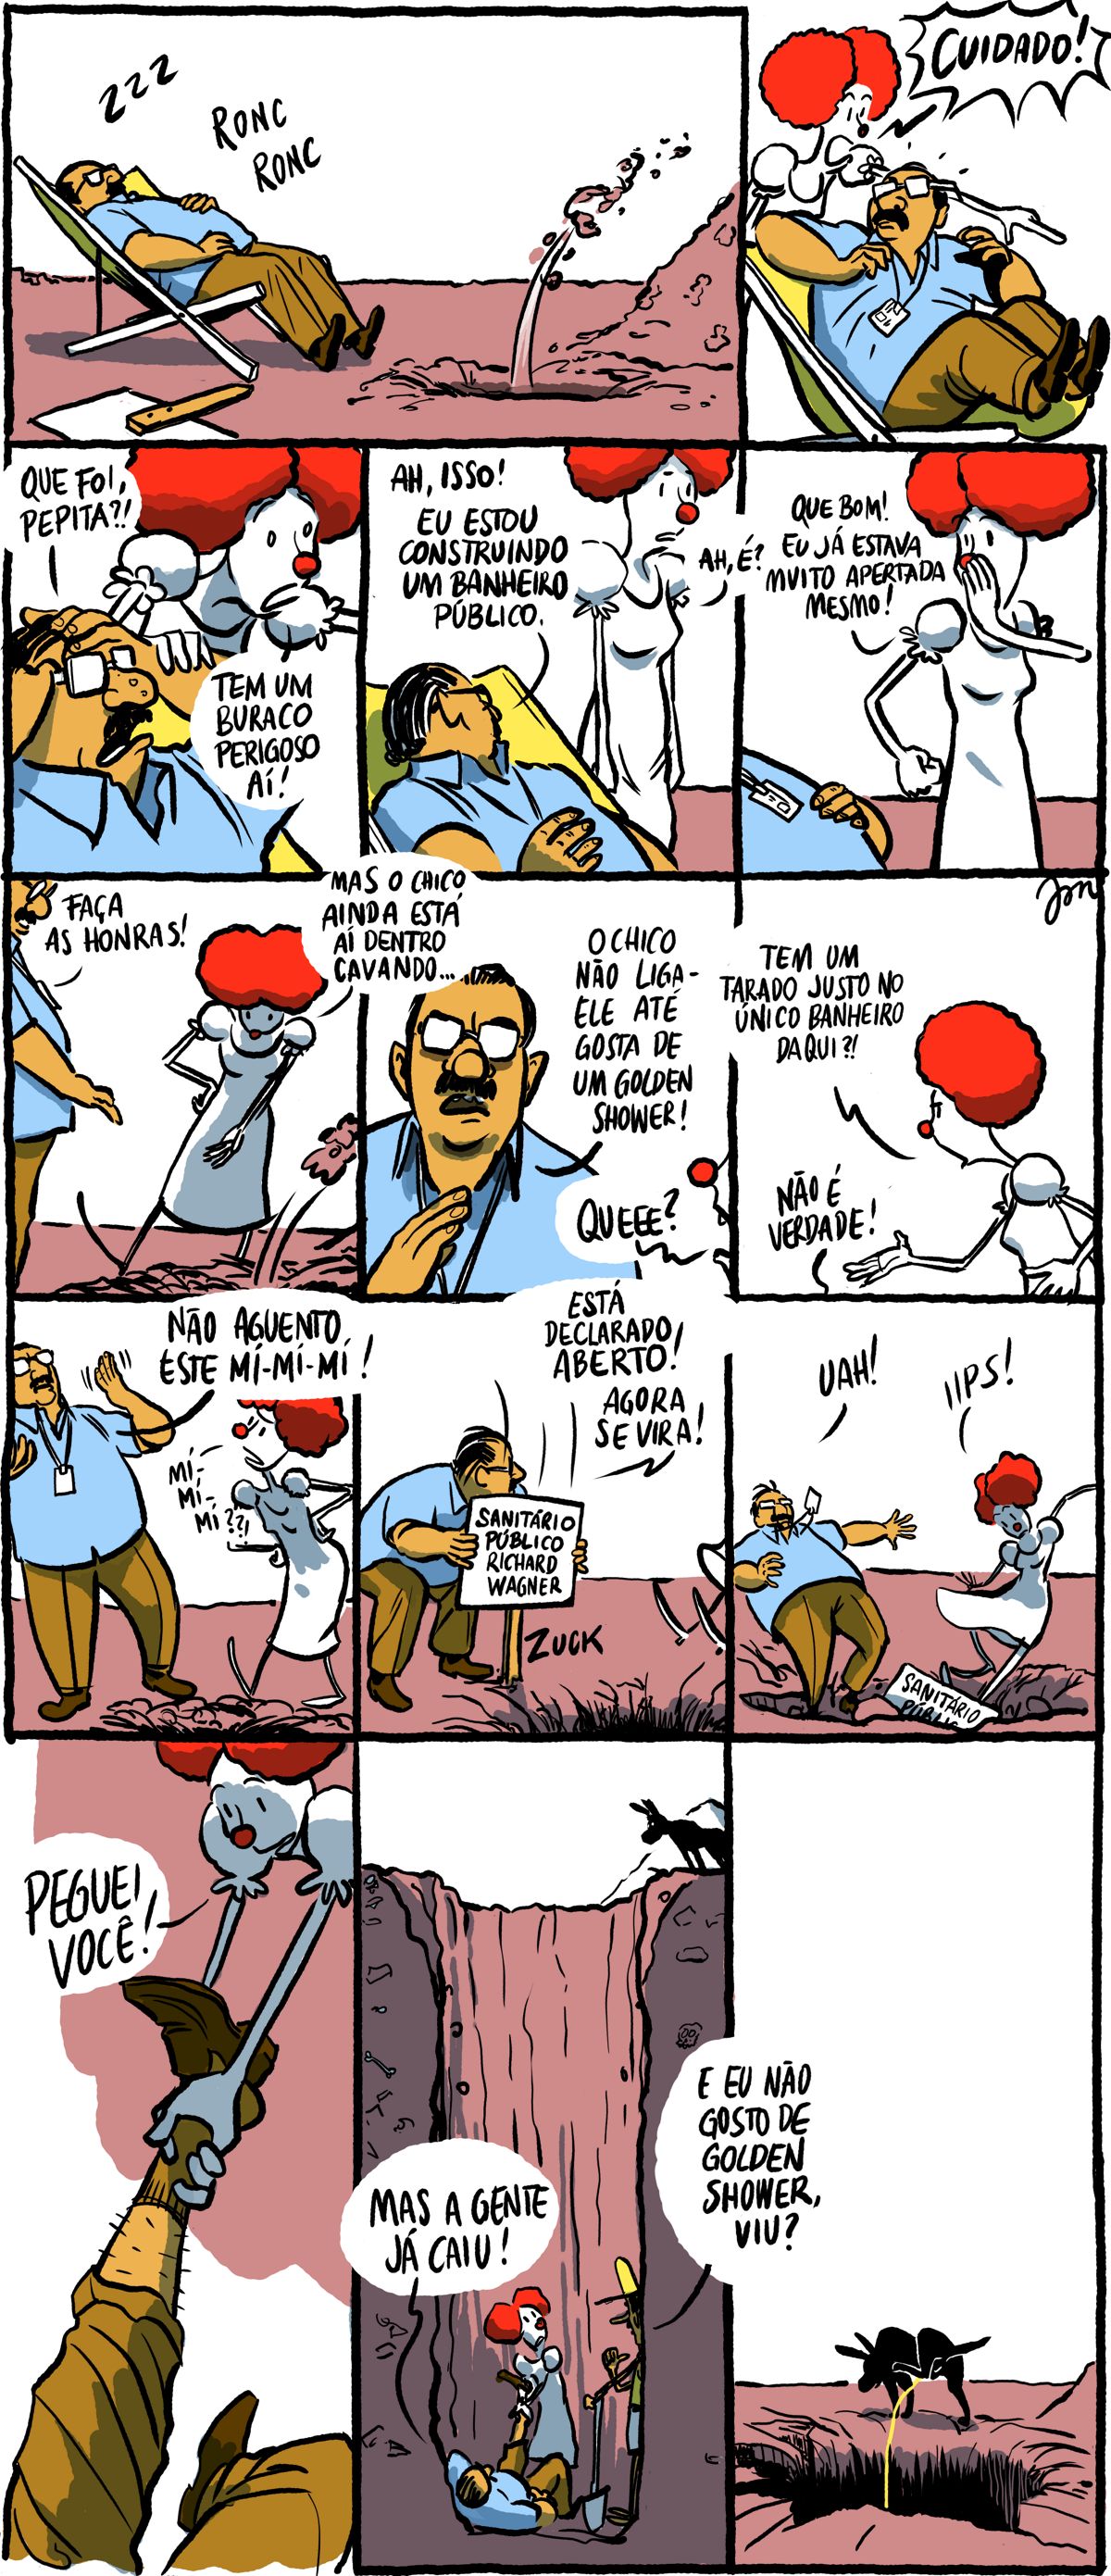 ZZZ
RONC
RONC
CUIDADO!
QUE FOI,
PEPITA?!
TEM UM
BURACO
PERIGOSO
AÍ!
AH, ISSO!
EU ESTOU
CONSTRUINDO
UM BANHEIRO
PÚBLICO.
AH, É?
QUE BOM!
EU JÁ ESTAVA
MUITO APERTADA
MESMO!
FAÇA
AS HONRAS!
MAS O CHICO
AINDA ESTÁ
AÍ DENTRO
CAVANDO...
O CHICO
NÃO LIGA-
ELE ATÉ
GOSTA DE
UM GOLDEN
SHOWER!
QUEEE?
TEM UM
TARADO JUSTO NO
ÚNICO BANHEIRO
DAQUI?!
NÃO É
VERDADE!
NÃO AGUENTO
ESTE MÍ-MÍ-MÍ!
MÍ-
MÍ-
MÍ??!
ESTÁ
DECLARADO
ABERTO!
AGORA
SE VIRA!
SANITÁRIO
PÚBLICO
RICHARD
WAGNER
ZUCK
UAH!
IIPS!
SANITÁRIO
PEGUEI
VOCÊ!
MAS A GENTE
JÁ CAIU!
E EU NÃO
GOSTO DE
GOLDEN
SHOWER,
VIU?